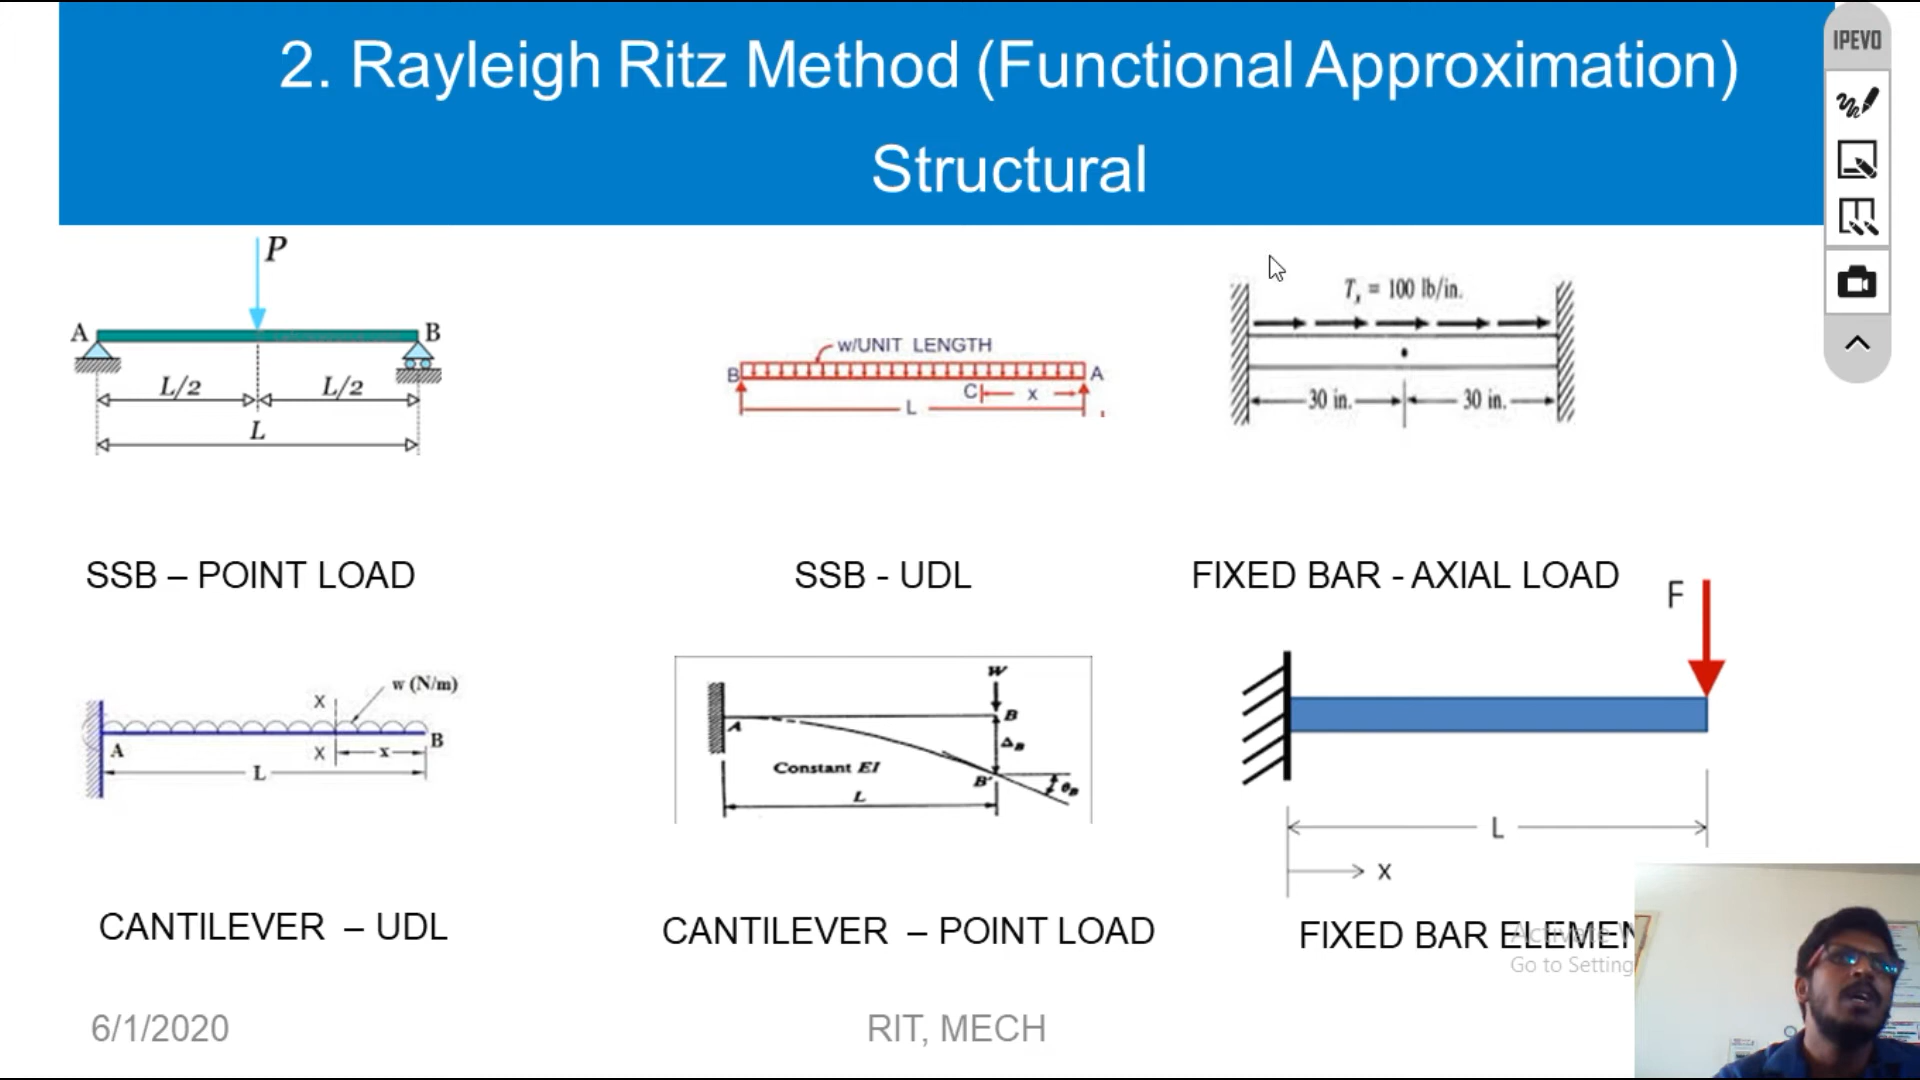 2. Rayleigh Ritz Method (Functional Approximation)
Structural
IPEVO
P
A
B
L/2
L/2
L
w/UNIT LENGTH
B
A
C
x
L
T, = 100 lb/in.
30 in.
30 in.
SSB – POINT LOAD
SSB - UDL
FIXED BAR - AXIAL LOAD
F
w (N/m)
X
A
X
x
B
L
W
A
B
Δ_B
Constant EI
B'
θ_B
L
L
X
CANTILEVER – UDL
CANTILEVER – POINT LOAD
FIXED BAR ELEMEN
Go to Setting
6/1/2020
RIT, MECH